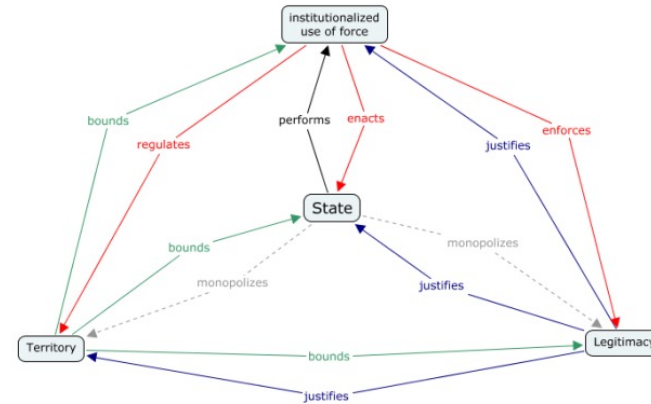 institutionalized
use of force
bounds
performs
enacts
enforces
regulates
justifies
State
bounds
monopolizes
monopolizes
justifies
Territory
bounds
Legitimacy
justifies